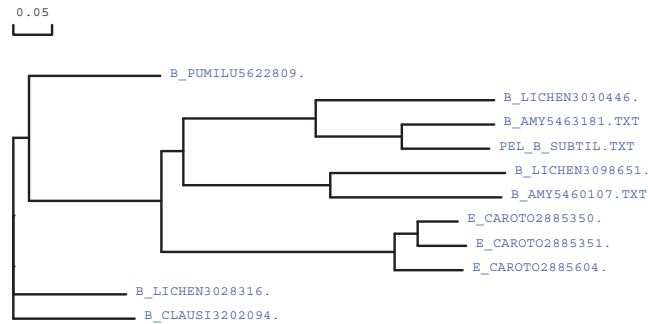 0.05
B_PUMILU5622809.
B_LICHEN3030446.
B_AMY5463181.TXT
PEL_B_SUBTIL.TXT
B_LICHEN3098651.
B_AMY5460107.TXT
E_CAROTO2885350.
E_CAROTO2885351.
E_CAROTO2885604.
B_LICHEN3028316.
B_CLAUSI3202094.